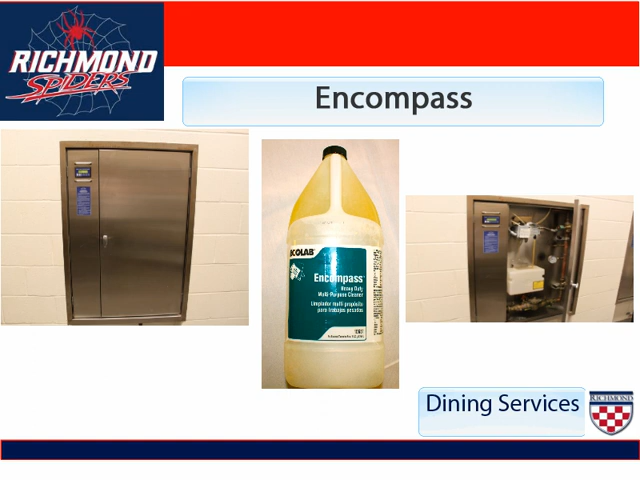 RICHMOND
SPIDERS
Encompass
ECOLAB
Encompass
Heavy Duty
Multi-Purpose Cleaner
Limpiador multi-propósito
para trabajos pesados
Dining Services
RICHMOND